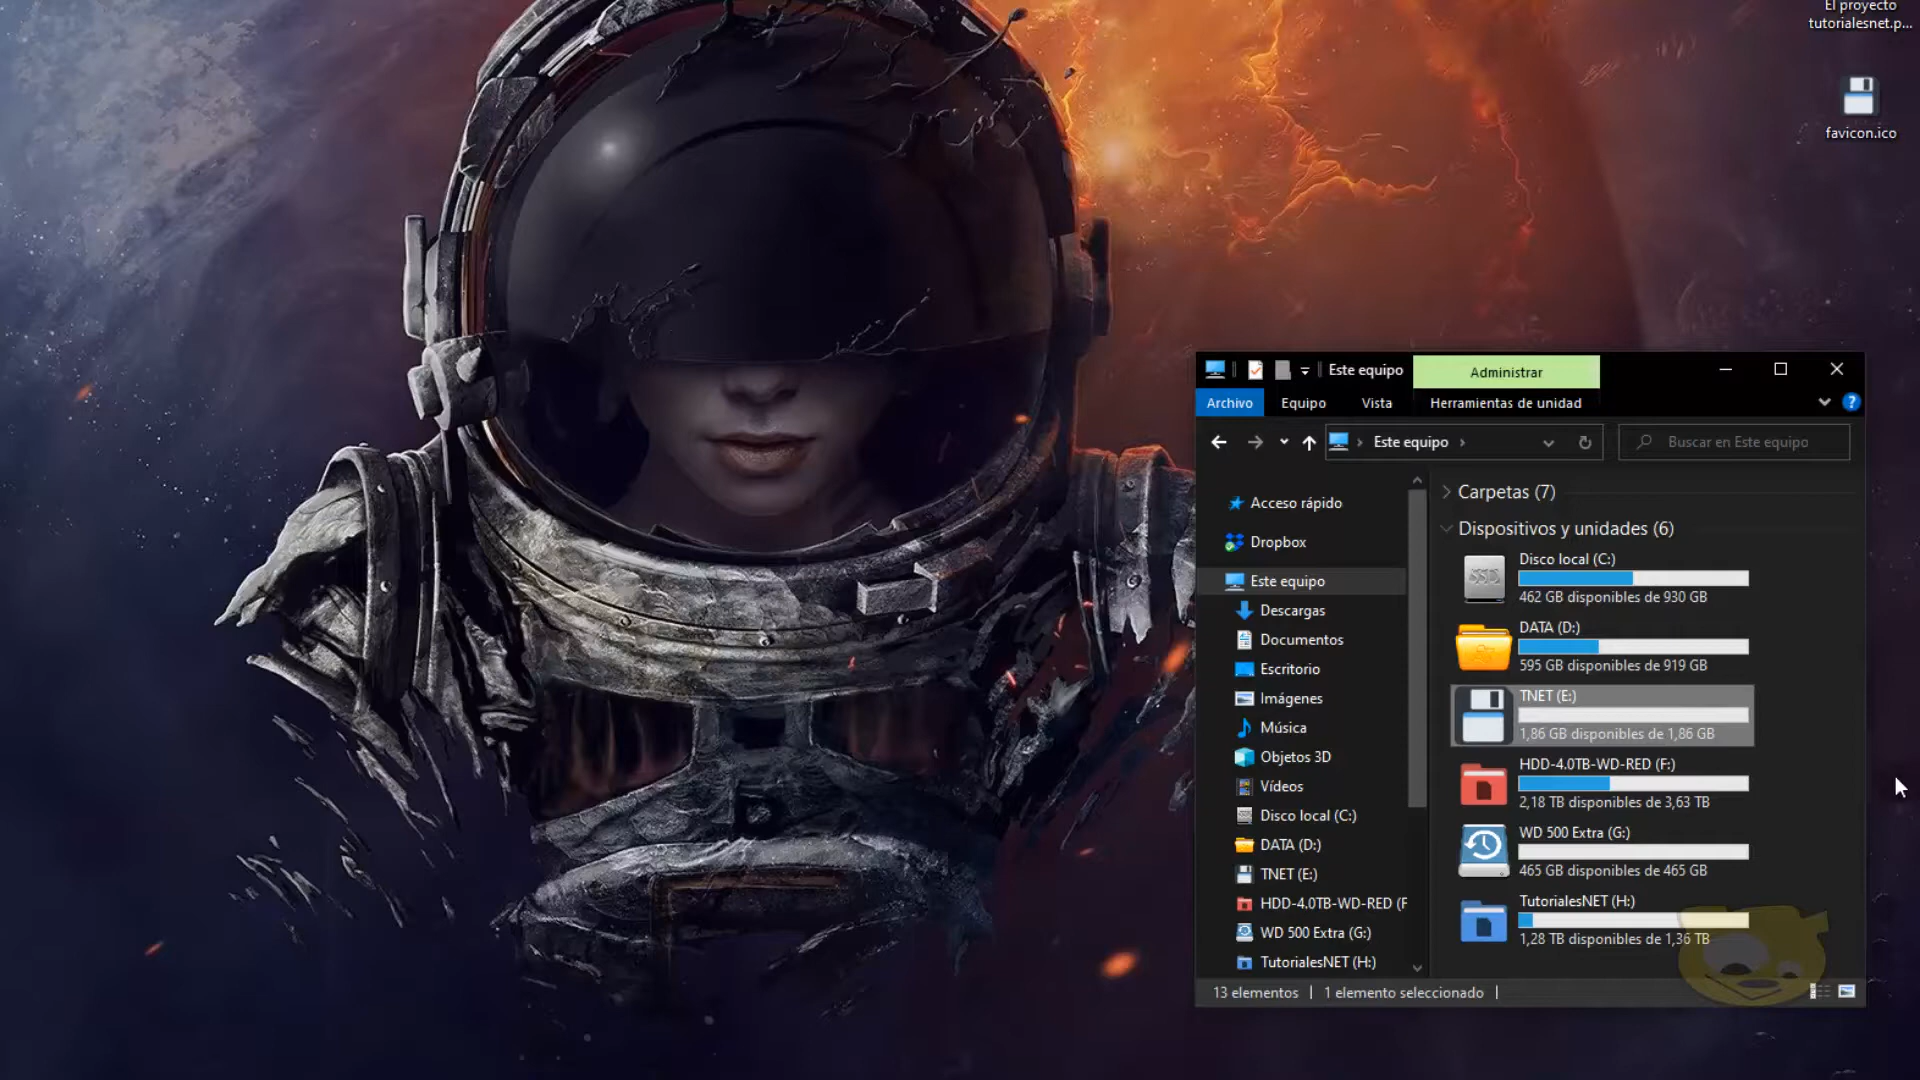 El proyecto
tutorialesnet.p...
favicon.ico
Este equipo
Administrar
Archivo
Equipo
Vista
Herramientas de unidad
Este equipo
Buscar en Este equipo
Acceso rápido
Dropbox
Este equipo
Descargas
Documentos
Escritorio
Imágenes
Música
Objetos 3D
Vídeos
Disco local (C:)
DATA (D:)
TNET (E:)
HDD-4.0TB-WD-RED (F
WD 500 Extra (G:)
TutorialesNET (H:)
Carpetas (7)
Dispositivos y unidades (6)
Disco local (C:)
462 GB disponibles de 930 GB
DATA (D:)
595 GB disponibles de 919 GB
TNET (E:)
1,86 GB disponibles de 1,86 GB
HDD-4.0TB-WD-RED (F:)
2,18 TB disponibles de 3,63 TB
WD 500 Extra (G:)
465 GB disponibles de 465 GB
TutorialesNET (H:)
1,28 TB disponibles de 1,36 TB
13 elementos
1 elemento seleccionado